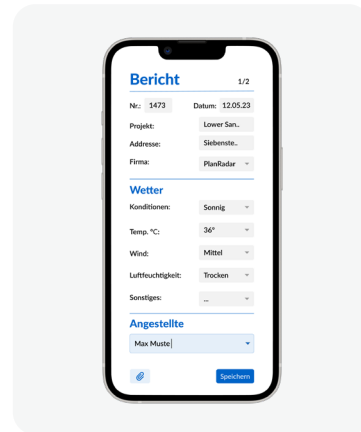 Bericht 1/2
Nr.: 1473 Datum: 12.05.23
Projekt: Lower San..
Addresse: Siebenste..
Firma: PlanRadar
Wetter
Konditionen: Sonnig
Temp. °C: 36°
Wind: Mittel
Luftfeuchtigkeit: Trocken
Sonstiges: ...
Angestellte
Max Muste
Speichern